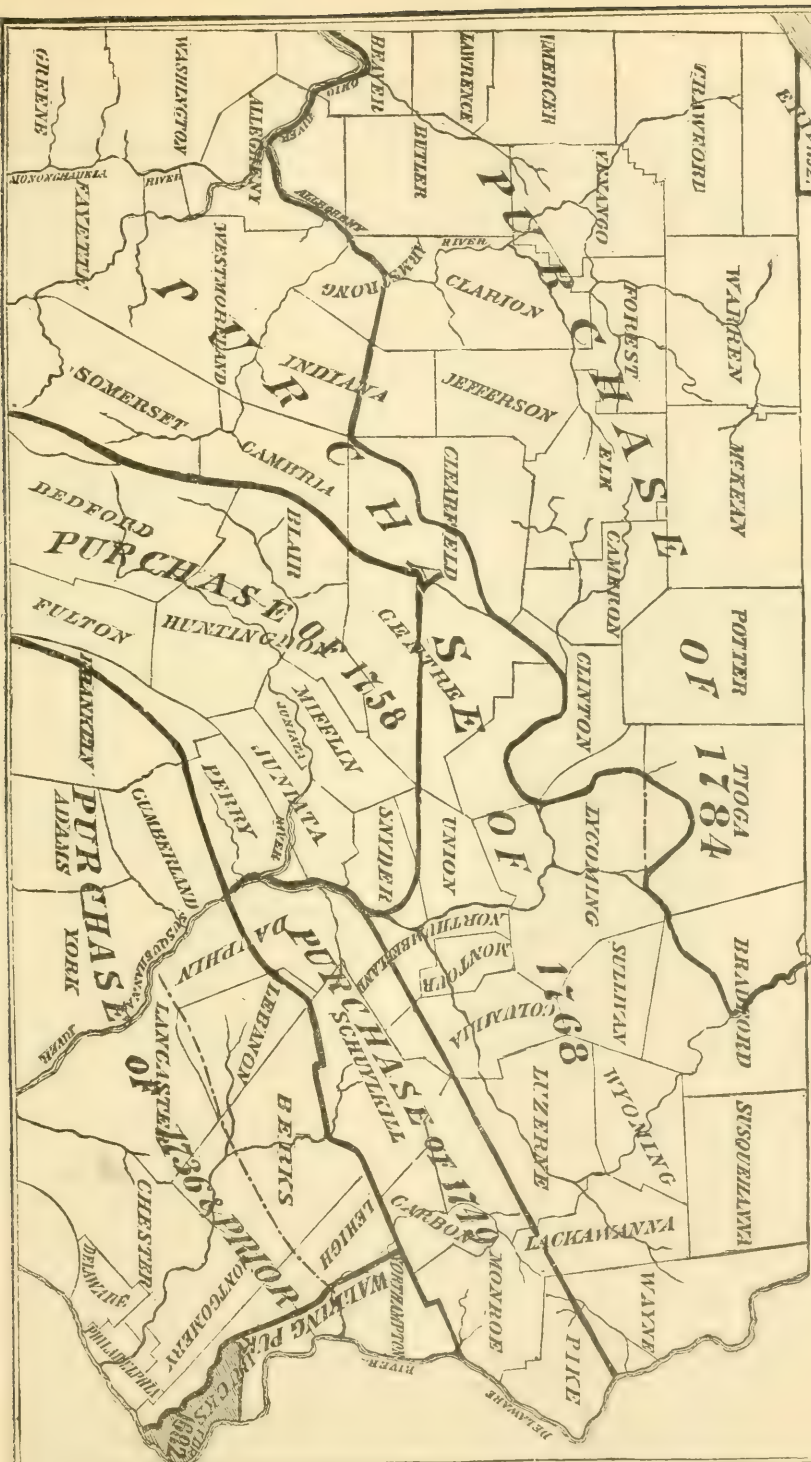 ERIE
CRAWFORD
WARREN
McKEAN
POTTER
TIOGA
BRADFORD
SUSQUEHANNA
WAYNE
MERCER
VENANGO
FOREST
ELK
CAMERON
CLINTON
LYCOMING
SULLIVAN
WYOMING
LACKAWANNA
PIKE
LAWRENCE
BUTLER
CLARION
JEFFERSON
CLEARFIELD
CENTRE
UNION
MONTOUR
NORTHUMBERLAND
COLUMBIA
LUZERNE
MONROE
CARBON
BEAVER
ALLEGHENY
ARMSTRONG
INDIANA
CAMBRIA
BLAIR
HUNTINGDON
MIFFLIN
JUNIATA
SNYDER
PERRY
DAUPHIN
SCHUYLKILL
LEBANON
BERKS
LEHIGH
NORTHAMPTON
WASHINGTON
WESTMORELAND
GREENE
FAYETTE
SOMERSET
BEDFORD
FULTON
FRANKLIN
ADAMS
CUMBERLAND
YORK
LANCASTER
CHESTER
DELAWARE
MONTGOMERY
PHILADELPHIA
BUCKS
PURCHASE OF 1784
PURCHASE OF 1768
PURCHASE OF 1758
PURCHASE OF 1749
PURCHASE OF 1736 & PRIOR
WALKING PUR
OHIO RIVER
MONONGAHELA RIVER
ALLEGHENY RIVER
JUNIATA RIVER
SUSQUEHANNA RIVER
DELAWARE RIVER